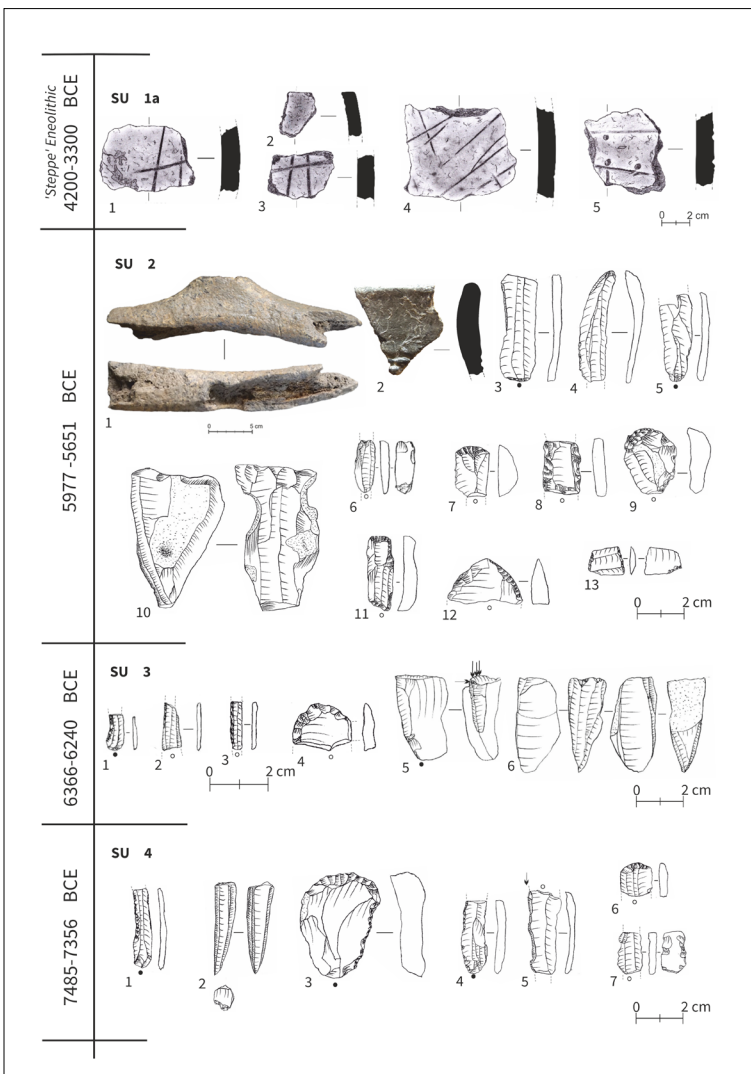 'Steppe' Eneolithic
4200-3300 BCE
SU 1a
1
2
3
4
5
0 2 cm
5977 -5651 BCE
SU 2
1
0 5 cm
2
3
4
5
6
7
8
9
10
11
12
13
0 2 cm
6366-6240 BCE
SU 3
1
2
3
4
0 2 cm
5
6
0 2 cm
7485-7356 BCE
SU 4
1
2
3
4
5
6
7
0 2 cm